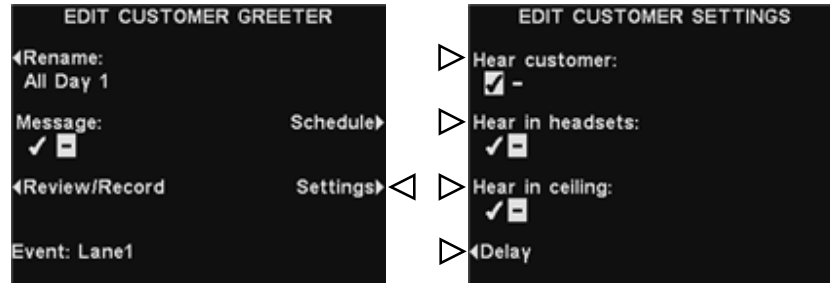 EDIT CUSTOMER GREETER
Rename:
All Day 1
Message: Schedule
✓ -
Review/Record Settings
Event: Lane1
EDIT CUSTOMER SETTINGS
Hear customer:
✓ -
Hear in headsets:
✓ -
Hear in ceiling:
✓ -
Delay